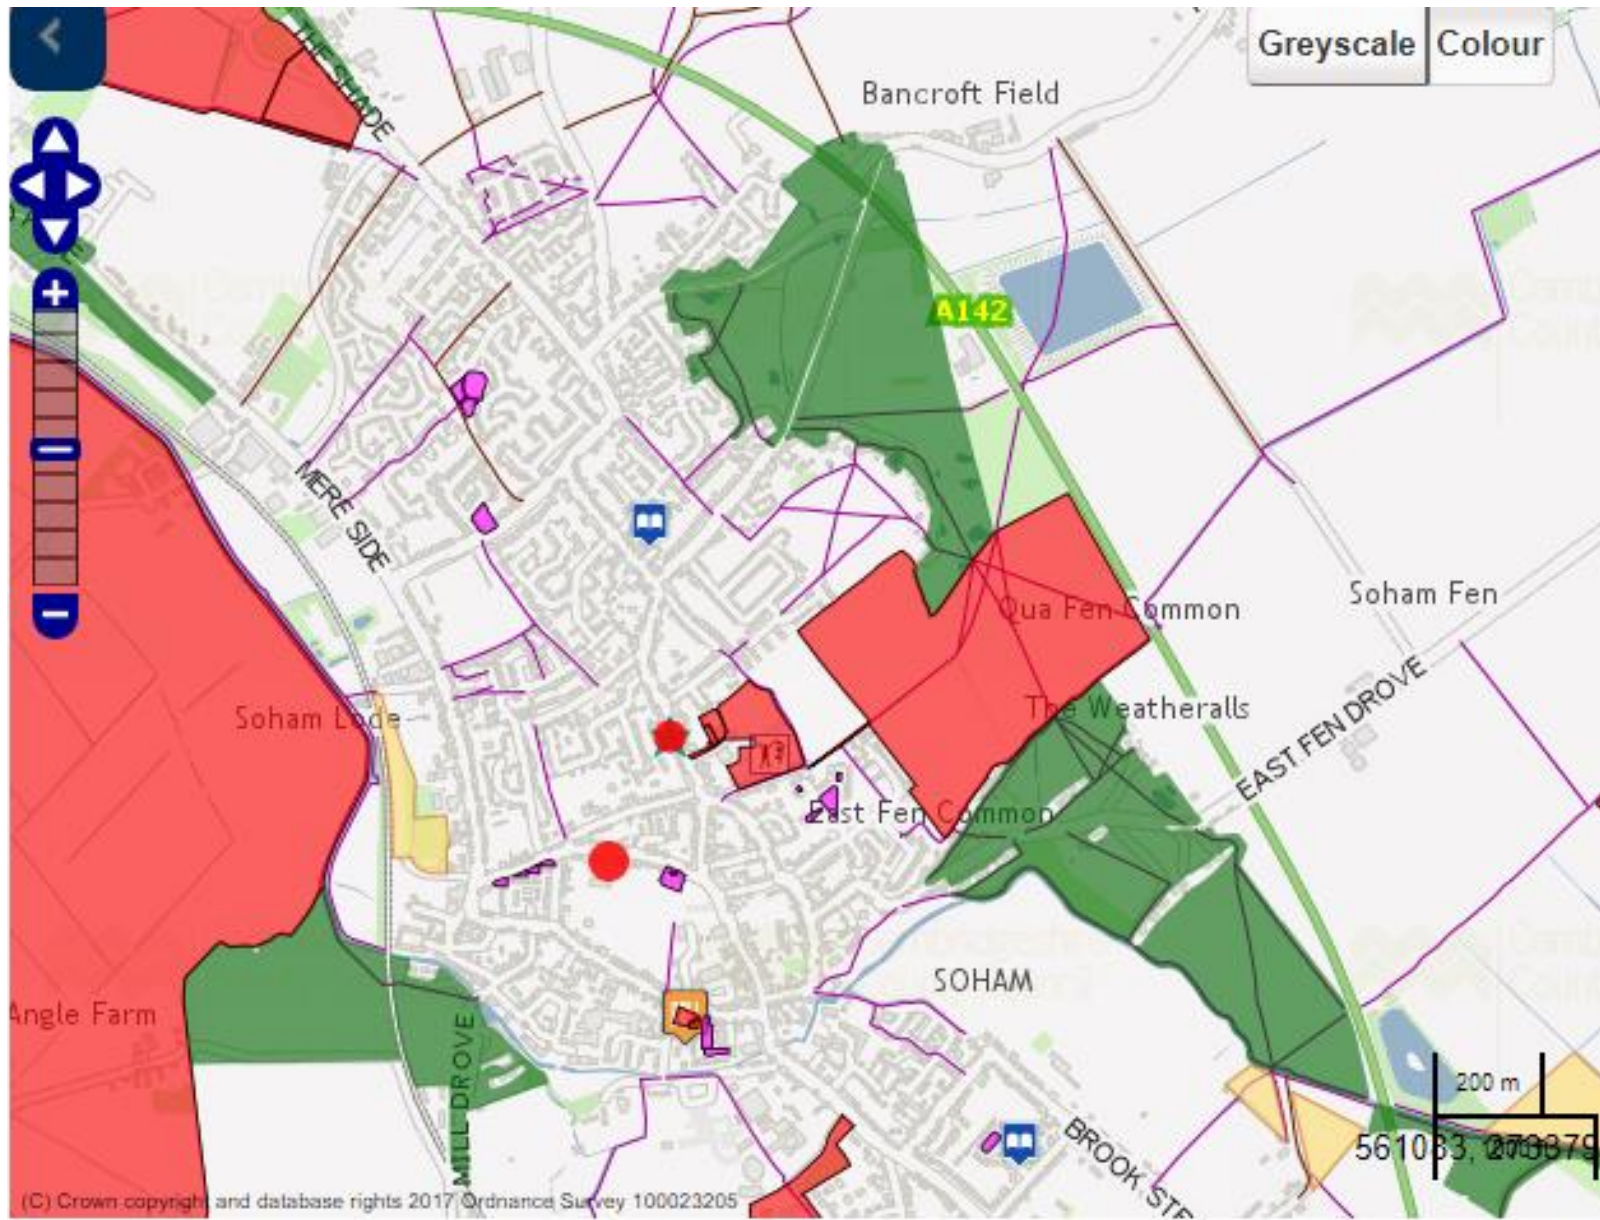 Greyscale
Colour
THE SHADE
Bancroft Field
A142
MERE SIDE
Soham Fen
Qua Fen Common
Soham Lode
The Weatheralls
EAST FEN DROVE
East Fen Common
SOHAM
Angle Farm
MILL DROVE
200 m
BROOK STR
(C) Crown copyright and database rights 2017 Ordnance Survey 100023205